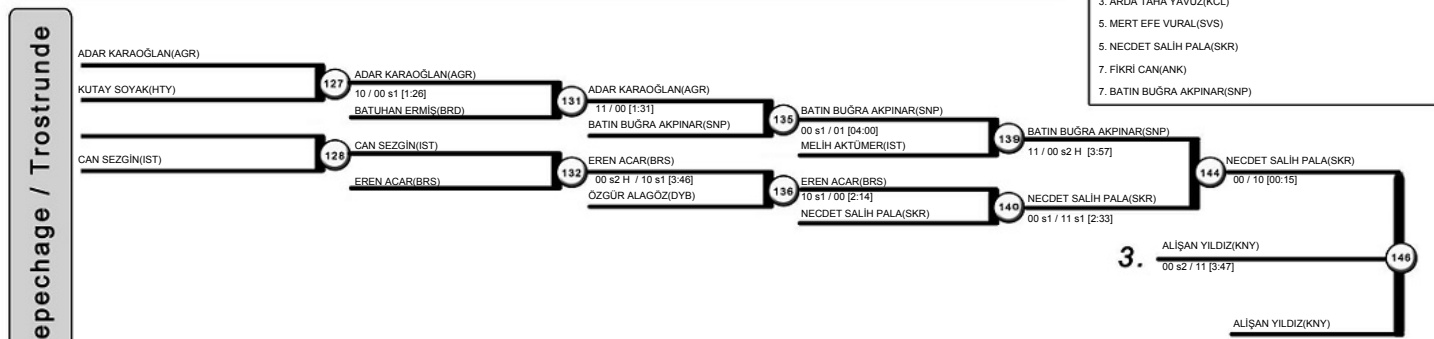 3. ARDA TAHA YAVUZ(KCL)
5. MERT EFE VURAL(SVS)
5. NECDET SALİH PALA(SKR)
7. FİKRİ CAN(ANK)
7. BATIN BUĞRA AKPINAR(SNP)
epechage / Trostrunde
ADAR KARAOĞLAN(AGR)
KUTAY SOYAK(HTY)
127
CAN SEZGİN(IST)
128
ADAR KARAOĞLAN(AGR)
10 / 00 s1 [1:26]
BATUHAN ERMİŞ(BRD)
131
CAN SEZGİN(IST)
EREN ACAR(BRS)
132
ADAR KARAOĞLAN(AGR)
11 / 00 [1:31]
BATIN BUĞRA AKPINAR(SNP)
135
EREN ACAR(BRS)
00 s2 H / 10 s1 [3:46]
ÖZGÜR ALAGÖZ(DYB)
136
BATIN BUĞRA AKPINAR(SNP)
00 s1 / 01 [04:00]
MELİH AKTÜMER(IST)
139
EREN ACAR(BRS)
10 s1 / 00 [2:14]
NECDET SALİH PALA(SKR)
140
BATIN BUĞRA AKPINAR(SNP)
11 / 00 s2 H [3:57]
NECDET SALİH PALA(SKR)
00 s1 / 11 s1 [2:33]
144
NECDET SALİH PALA(SKR)
00 / 10 [00:15]
3.
ALİŞAN YILDIZ(KNY)
00 s2 / 11 [3:47]
146
ALİŞAN YILDIZ(KNY)